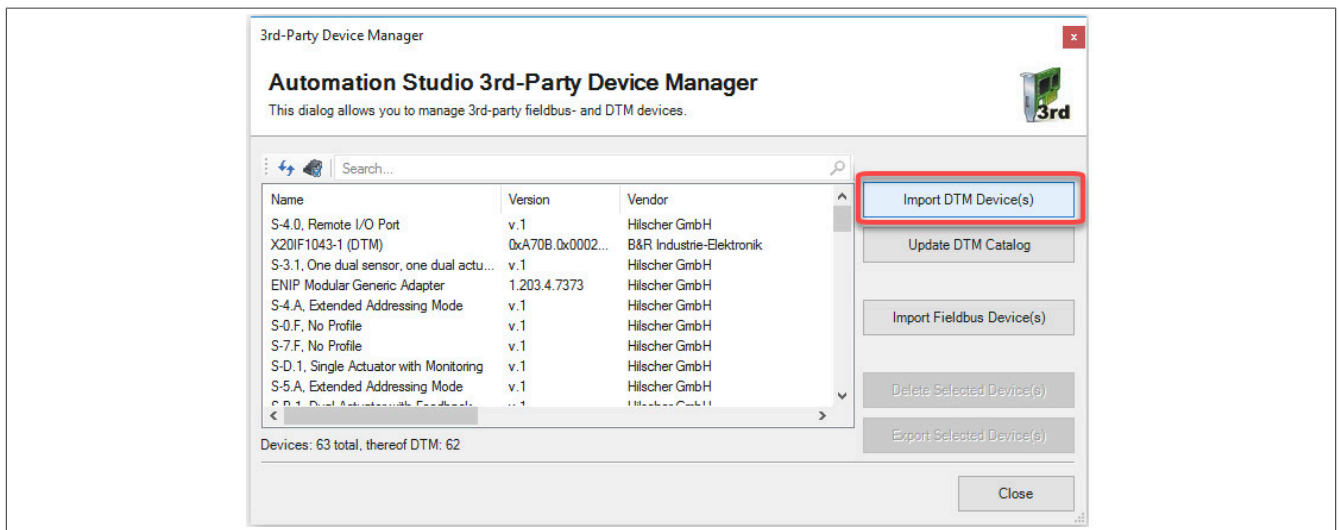 3rd-Party Device Manager
x
Automation Studio 3rd-Party Device Manager
This dialog allows you to manage 3rd-party fieldbus- and DTM devices.
3rd
Search...
Name Version Vendor
S-4.0, Remote I/O Port v.1 Hilscher GmbH
X20IF1043-1 (DTM) 0xA70B.0x0002... B&R Industrie-Elektronik
S-3.1, One dual sensor, one dual actu... v.1 Hilscher GmbH
ENIP Modular Generic Adapter 1.203.4.7373 Hilscher GmbH
S-4.A, Extended Addressing Mode v.1 Hilscher GmbH
S-0.F, No Profile v.1 Hilscher GmbH
S-7.F, No Profile v.1 Hilscher GmbH
S-D.1, Single Actuator with Monitoring v.1 Hilscher GmbH
S-5.A, Extended Addressing Mode v.1 Hilscher GmbH
Devices: 63 total, thereof DTM: 62
Import DTM Device(s)
Update DTM Catalog
Import Fieldbus Device(s)
Delete Selected Device(s)
Export Selected Device(s)
Close